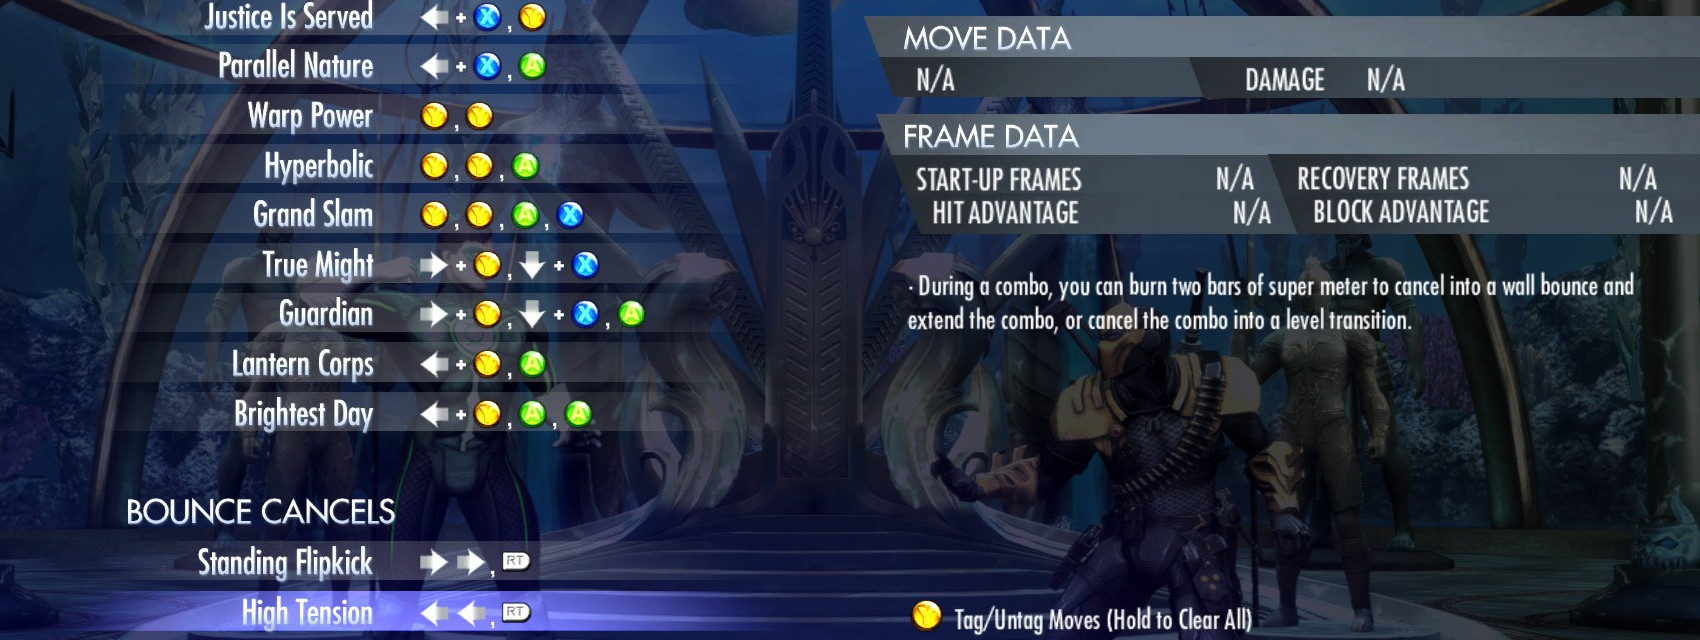 Justice Is Served ← + X , Y
Parallel Nature ← + X , A
Warp Power Y , Y
Hyperbolic Y , Y , A
Grand Slam Y , Y , A , X
True Might → + Y , ↓ + X
Guardian → + Y , ↓ + X , A
Lantern Corps ← + Y , A
Brightest Day ← + Y , A , A
BOUNCE CANCELS
Standing Flipkick → → , RT
High Tension ← ← , RT
MOVE DATA
N/A DAMAGE N/A
FRAME DATA
START-UP FRAMES N/A RECOVERY FRAMES N/A
HIT ADVANTAGE N/A BLOCK ADVANTAGE N/A
· During a combo, you can burn two bars of super meter to cancel into a wall bounce and
extend the combo, or cancel the combo into a level transition.
Y Tag/Untag Moves (Hold to Clear All)